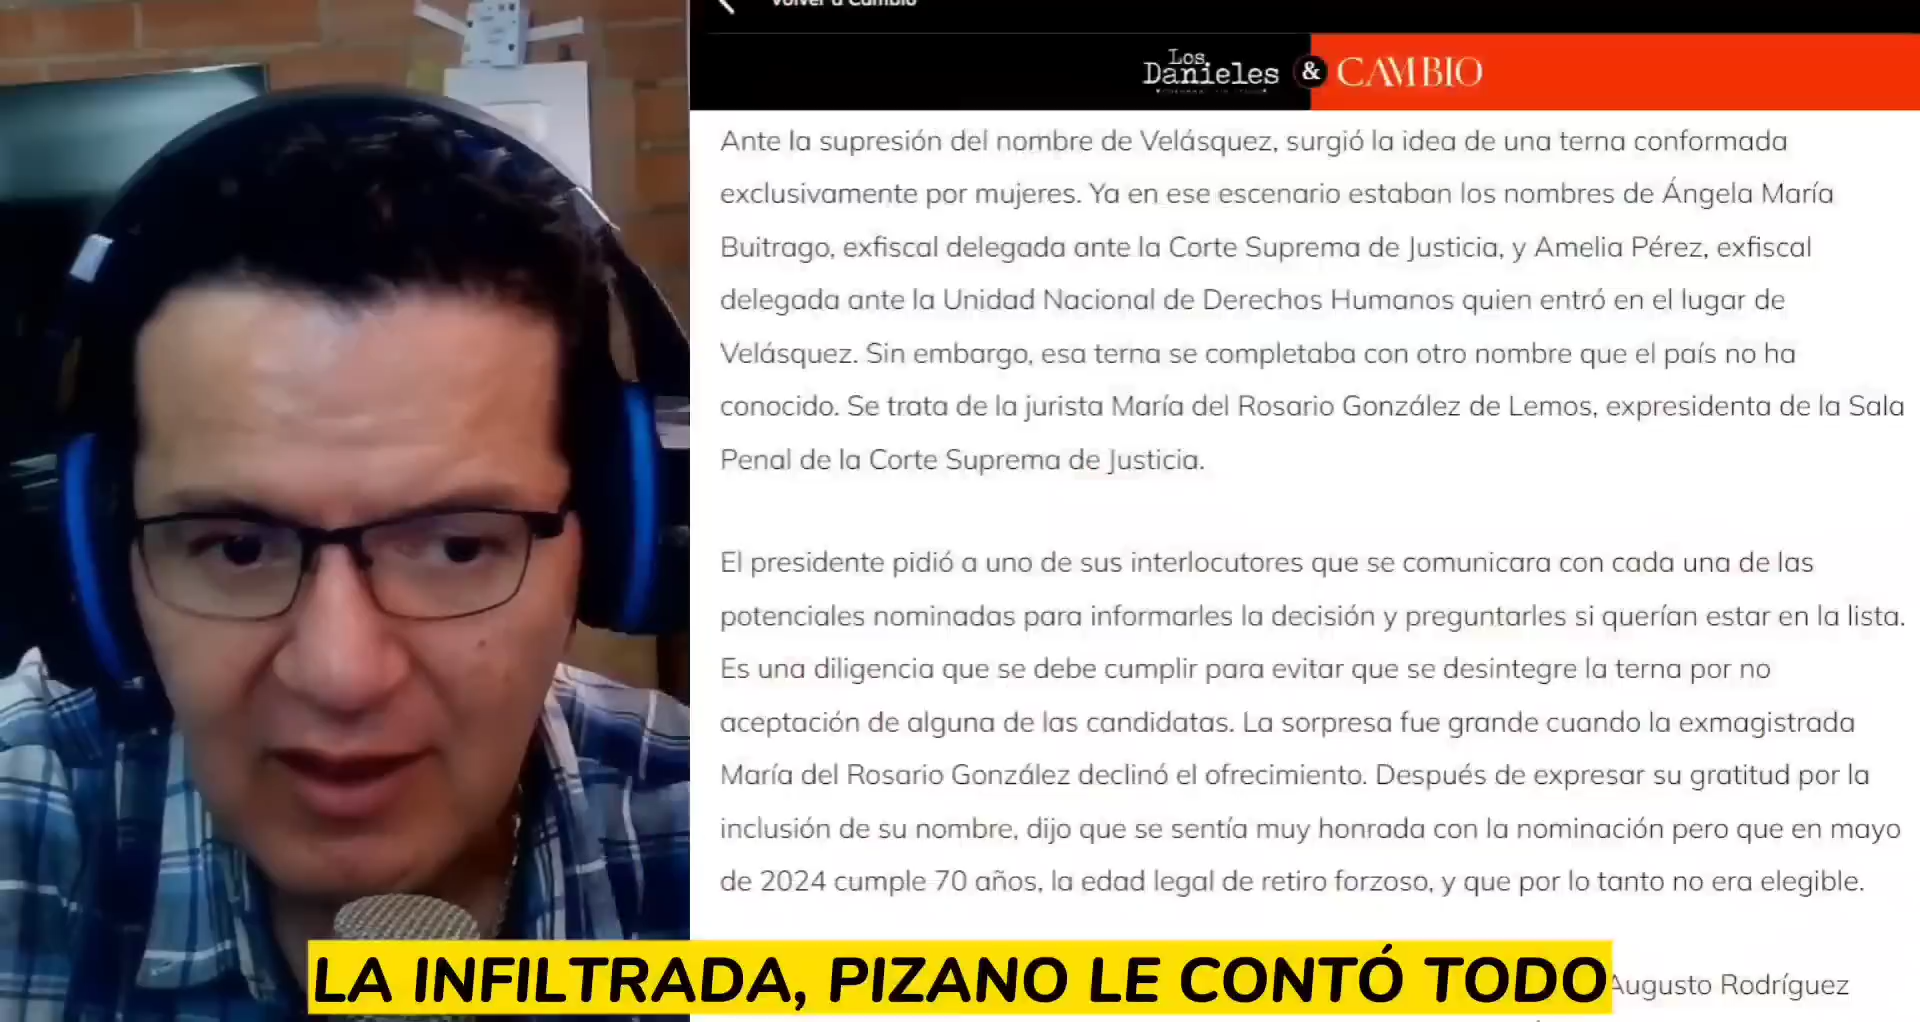 Volver a Cambio
Los
Danieles & CAMBIO
Ante la supresión del nombre de Velásquez, surgió la idea de una terna conformada
exclusivamente por mujeres. Ya en ese escenario estaban los nombres de Ángela María
Buitrago, exfiscal delegada ante la Corte Suprema de Justicia, y Amelia Pérez, exfiscal
delegada ante la Unidad Nacional de Derechos Humanos quien entró en el lugar de
Velásquez. Sin embargo, esa terna se completaba con otro nombre que el país no ha
conocido. Se trata de la jurista María del Rosario González de Lemos, expresidenta de la Sala
Penal de la Corte Suprema de Justicia.
El presidente pidió a uno de sus interlocutores que se comunicara con cada una de las
potenciales nominadas para informarles la decisión y preguntarles si querían estar en la lista.
Es una diligencia que se debe cumplir para evitar que se desintegre la terna por no
aceptación de alguna de las candidatas. La sorpresa fue grande cuando la exmagistrada
María del Rosario González declinó el ofrecimiento. Después de expresar su gratitud por la
inclusión de su nombre, dijo que se sentía muy honrada con la nominación pero que en mayo
de 2024 cumple 70 años, la edad legal de retiro forzoso, y que por lo tanto no era elegible.
Augusto Rodríguez
LA INFILTRADA, PIZANO LE CONTÓ TODO